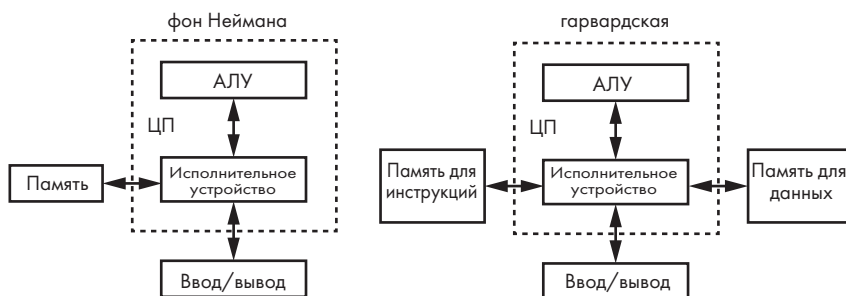 фон Неймана
АЛУ
ЦП
Память
Исполнительное
устройство
Ввод/вывод
гарвардская
АЛУ
ЦП
Память для
инструкций
Исполнительное
устройство
Память для
данных
Ввод/вывод